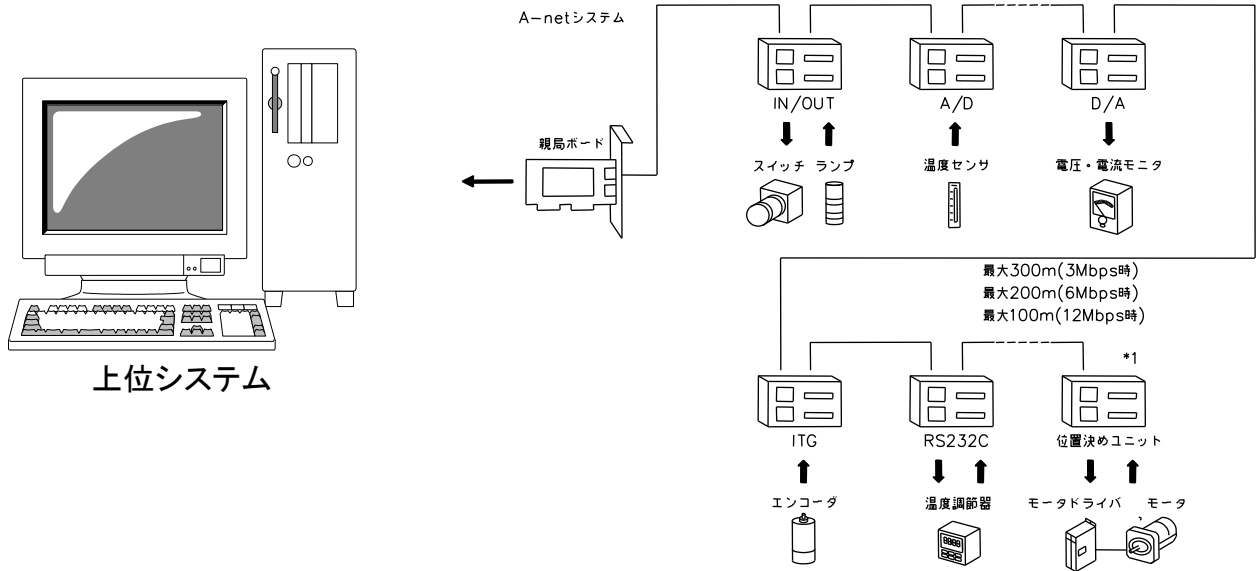 A-netシステム
親局ボード
IN/OUT
A/D
D/A
スイッチ ランプ
温度センサ
電圧・電流モニタ
最大300m(3Mbps時)
最大200m(6Mbps時)
最大100m(12Mbps時)
上位システム
*1
ITG
RS232C
位置決めユニット
エンコーダ
温度調節器
モータドライバ モータ